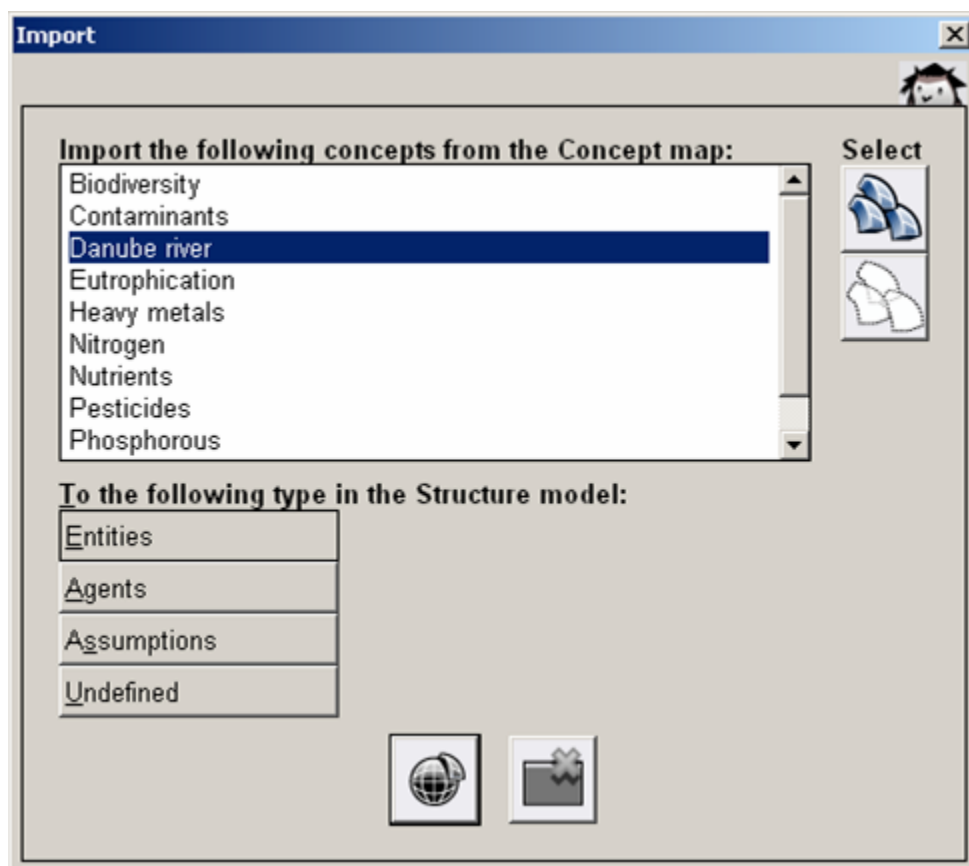 Import
Import the following concepts from the Concept map:
Select
Biodiversity
Contaminants
Danube river
Eutrophication
Heavy metals
Nitrogen
Nutrients
Pesticides
Phosphorous
To the following type in the Structure model:
Entities
Agents
Assumptions
Undefined